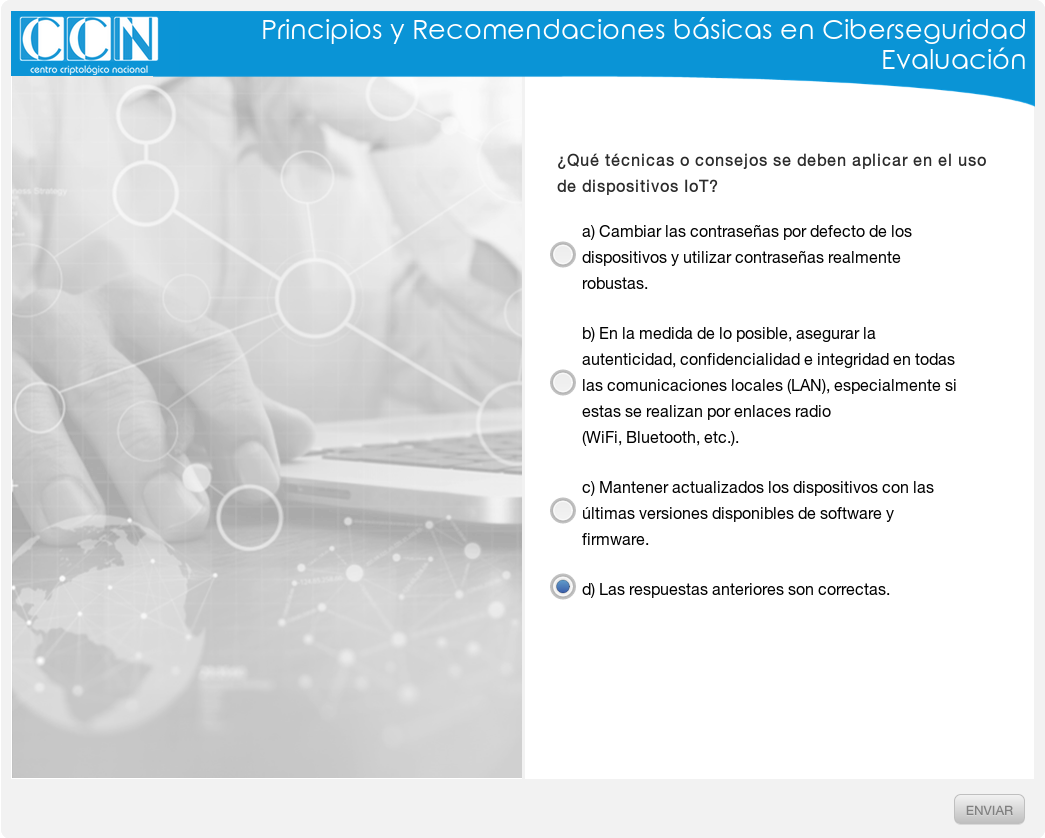 CCN
centro criptológico nacional
Principios y Recomendaciones básicas en Ciberseguridad
Evaluación
¿Qué técnicas o consejos se deben aplicar en el uso
de dispositivos IoT?
a) Cambiar las contraseñas por defecto de los
dispositivos y utilizar contraseñas realmente
robustas.
b) En la medida de lo posible, asegurar la
autenticidad, confidencialidad e integridad en todas
las comunicaciones locales (LAN), especialmente si
estas se realizan por enlaces radio
(WiFi, Bluetooth, etc.).
c) Mantener actualizados los dispositivos con las
últimas versiones disponibles de software y
firmware.
d) Las respuestas anteriores son correctas.
ENVIAR